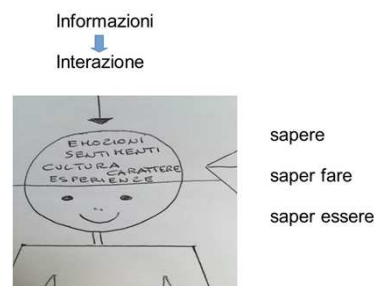 Informazioni
Interazione
EMOZIONI
SENTIMENTI
CULTURA
CARATTERE
ESPERIENZE
sapere
saper fare
saper essere